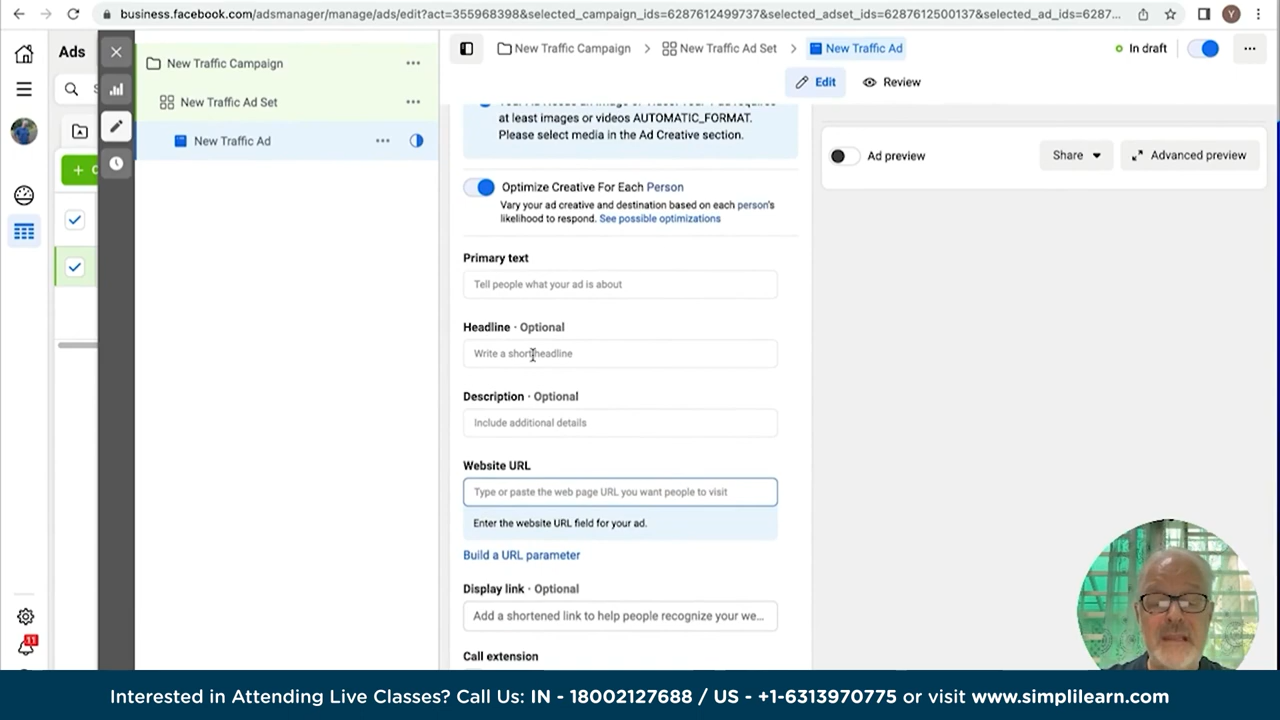 business.facebook.com/adsmanager/manage/ads/edit?act=355968398&selected_campaign_ids=6287612499737&selected_adset_ids=6287612500137&selected_ad_ids=6287...
Y
Ads
New Traffic Campaign
New Traffic Ad Set
New Traffic Ad
New Traffic Campaign
New Traffic Ad Set
New Traffic Ad
In draft
Edit
Review
at least images or videos AUTOMATIC_FORMAT.
Please select media in the Ad Creative section.
Ad preview
Share
Advanced preview
Optimize Creative For Each Person
Vary your ad creative and destination based on each person's
likelihood to respond. See possible optimizations
Primary text
Tell people what your ad is about
Headline · Optional
Write a short headline
Description · Optional
Include additional details
Website URL
Type or paste the web page URL you want people to visit
Enter the website URL field for your ad.
Build a URL parameter
Display link · Optional
Add a shortened link to help people recognize your we...
Call extension
11
Interested in Attending Live Classes? Call Us: IN - 18002127688 / US - +1-6313970775 or visit www.simplilearn.com